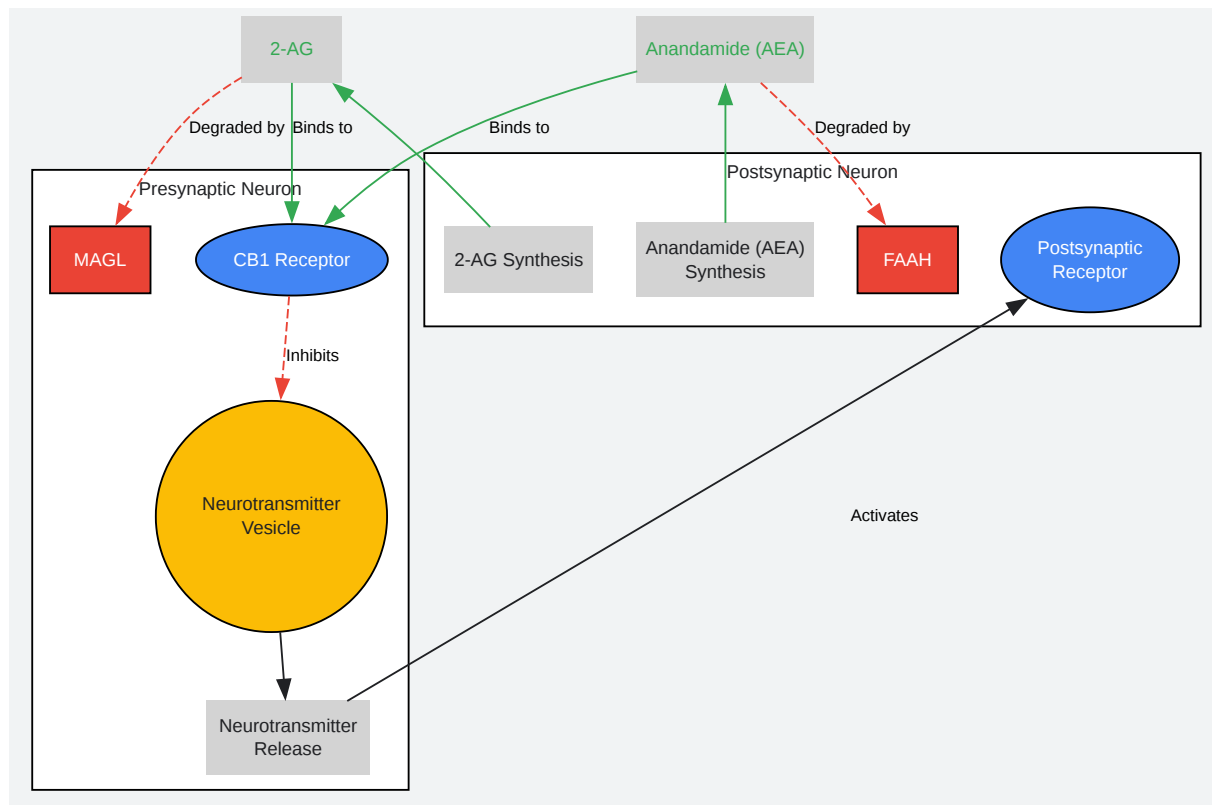 2-AG
Anandamide (AEA)
Degraded by
Binds to
Binds to
Degraded by
Presynaptic Neuron
Postsynaptic Neuron
MAGL
CB1 Receptor
2-AG Synthesis
Anandamide (AEA)
Synthesis
FAAH
Postsynaptic
Receptor
Inhibits
Neurotransmitter
Vesicle
Activates
Neurotransmitter
Release